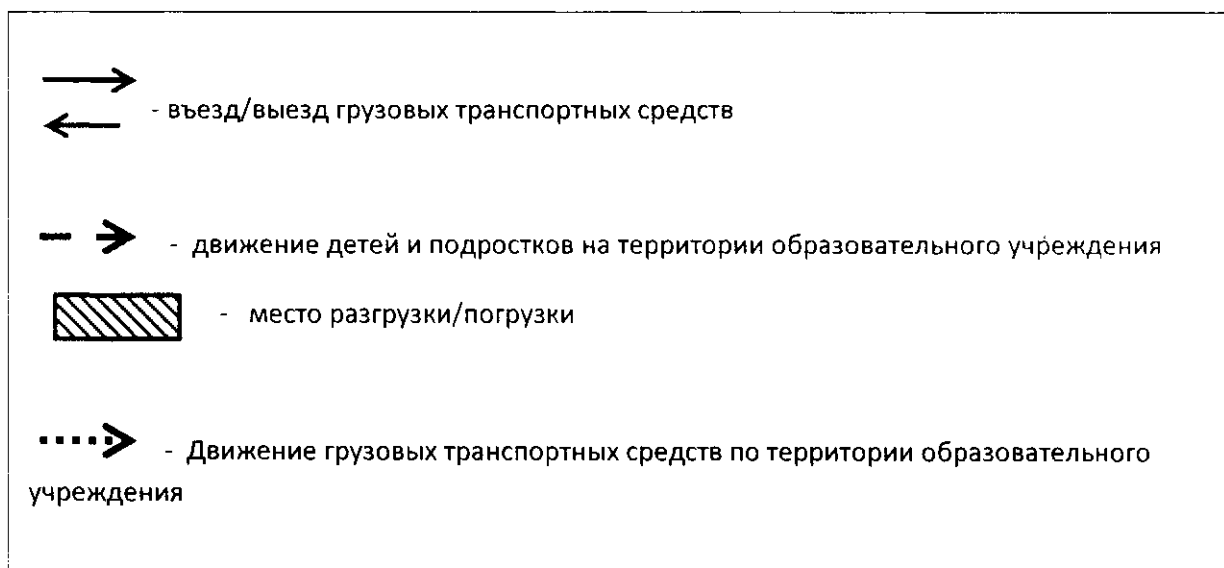 - въезд/выезд грузовых транспортных средств
- движение детей и подростков на территории образовательного учреждения
- место разгрузки/погрузки
- Движение грузовых транспортных средств по территории образовательного
учреждения